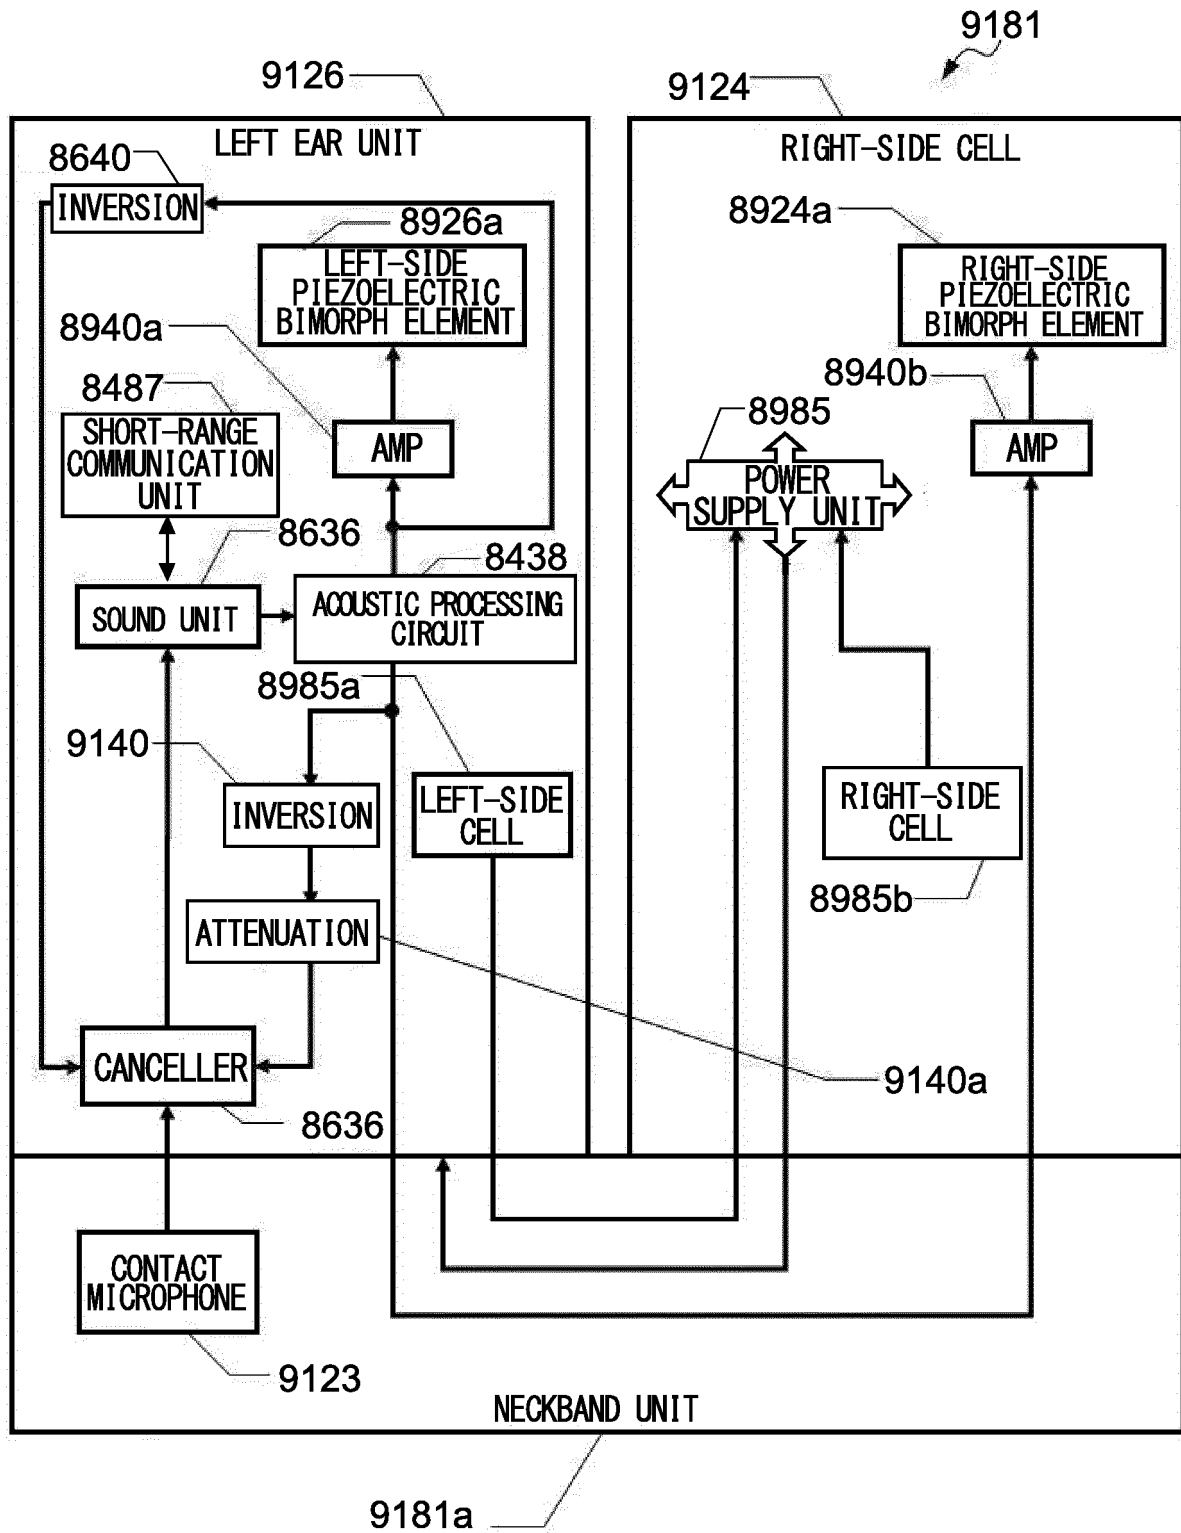 9181
9126
9124
LEFT EAR UNIT
RIGHT-SIDE CELL
8640
INVERSION
8926a
8924a
LEFT-SIDE
PIEZOELECTRIC
BIMORPH ELEMENT
RIGHT-SIDE
PIEZOELECTRIC
BIMORPH ELEMENT
8940a
8940b
8487
8985
SHORT-RANGE
COMMUNICATION
UNIT
AMP
AMP
POWER
SUPPLY UNIT
8636
8438
SOUND UNIT
ACOUSTIC PROCESSING
CIRCUIT
8985a
9140
INVERSION
LEFT-SIDE
CELL
RIGHT-SIDE
CELL
8985b
ATTENUATION
CANCELLER
9140a
8636
CONTACT
MICROPHONE
9123
NECKBAND UNIT
9181a